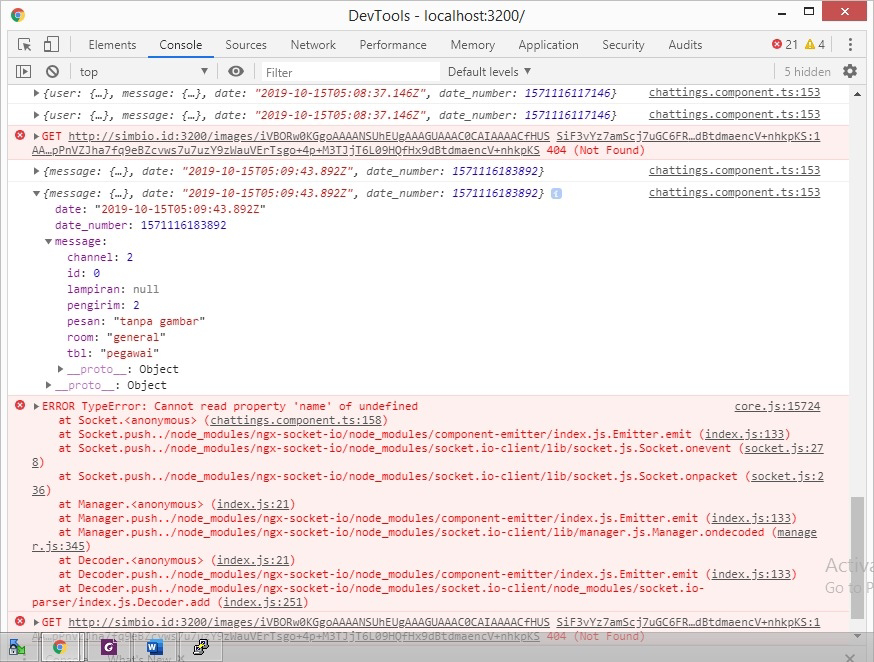 DevTools - localhost:3200/
Elements Console Sources Network Performance Memory Application Security Audits 21 4
top Filter Default levels 5 hidden
{user: {…}, message: {…}, date: "2019-10-15T05:08:37.146Z", date_number: 1571116117146} chattings.component.ts:153
{user: {…}, message: {…}, date: "2019-10-15T05:08:37.146Z", date_number: 1571116117146} chattings.component.ts:153
GET http://simbio.id:3200/images/iVBORw0KGgoAAAANSUhEUgAAAGUAAAC0CAIAAAACfHUS SiF3vYz7amScj7uGC6FR…dBtdmaencV+nhkpKS:1
AA…pPnVZJha7fq9eBZcvws7u7uzY9zWauVErTsgo+4p+M3TJjT6L09HQfHx9dBtdmaencV+nhkpKS 404 (Not Found)
{message: {…}, date: "2019-10-15T05:09:43.892Z", date_number: 1571116183892} chattings.component.ts:153
{message: {…}, date: "2019-10-15T05:09:43.892Z", date_number: 1571116183892} i chattings.component.ts:153
date: "2019-10-15T05:09:43.892Z"
date_number: 1571116183892
message:
channel: 2
id: 0
lampiran: null
pengirim: 2
pesan: "tanpa gambar"
room: "general"
tbl: "pegawai"
__proto__: Object
__proto__: Object
ERROR TypeError: Cannot read property 'name' of undefined core.js:15724
at Socket.<anonymous> (chattings.component.ts:158)
at Socket.push../node_modules/ngx-socket-io/node_modules/component-emitter/index.js.Emitter.emit (index.js:133)
at Socket.push../node_modules/ngx-socket-io/node_modules/socket.io-client/lib/socket.js.Socket.onevent (socket.js:27
8)
at Socket.push../node_modules/ngx-socket-io/node_modules/socket.io-client/lib/socket.js.Socket.onpacket (socket.js:2
36)
at Manager.<anonymous> (index.js:21)
at Manager.push../node_modules/ngx-socket-io/node_modules/component-emitter/index.js.Emitter.emit (index.js:133)
at Manager.push../node_modules/ngx-socket-io/node_modules/socket.io-client/lib/manager.js.Manager.ondecoded (manage
r.js:345)
at Decoder.<anonymous> (index.js:21)
at Decoder.push../node_modules/ngx-socket-io/node_modules/component-emitter/index.js.Emitter.emit (index.js:133)
at Decoder.push../node_modules/ngx-socket-io/node_modules/socket.io-client/node_modules/socket.io-
parser/index.js.Decoder.add (index.js:251)
Activa
Go to P
GET http://simbio.id:3200/images/iVBORw0KGgoAAAANSUhEUgAAAGUAAAC0CAIAAAACfHUS SiF3vYz7amScj7uGC6FR…dBtdmaencV+nhkpKS:1
AA…pPnVZJha7fq9eBZcvws7u7uzY9zWauVErTsgo+4p+M3TJjT6L09HQfHx9dBtdmaencV+nhkpKS 404 (Not Found)
Console What's New